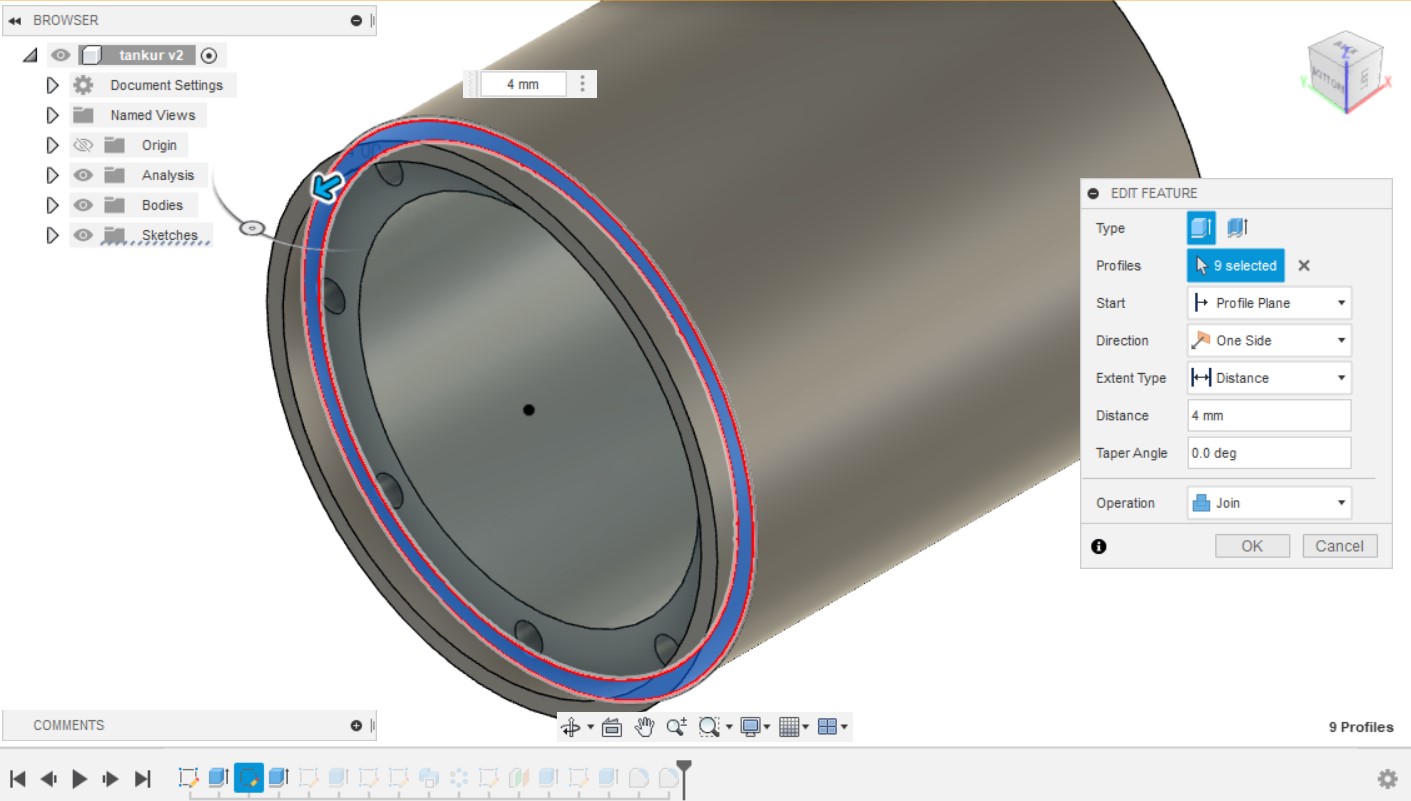 BROWSER
tankur v2
Document Settings
Named Views
Origin
Analysis
Bodies
Sketches
4 mm
BACK
BOTTOM
LEFT
Z
Y
X
EDIT FEATURE
Type
Profiles 9 selected
Start Profile Plane
Direction One Side
Extent Type Distance
Distance 4 mm
Taper Angle 0.0 deg
Operation Join
OK Cancel
COMMENTS
9 Profiles